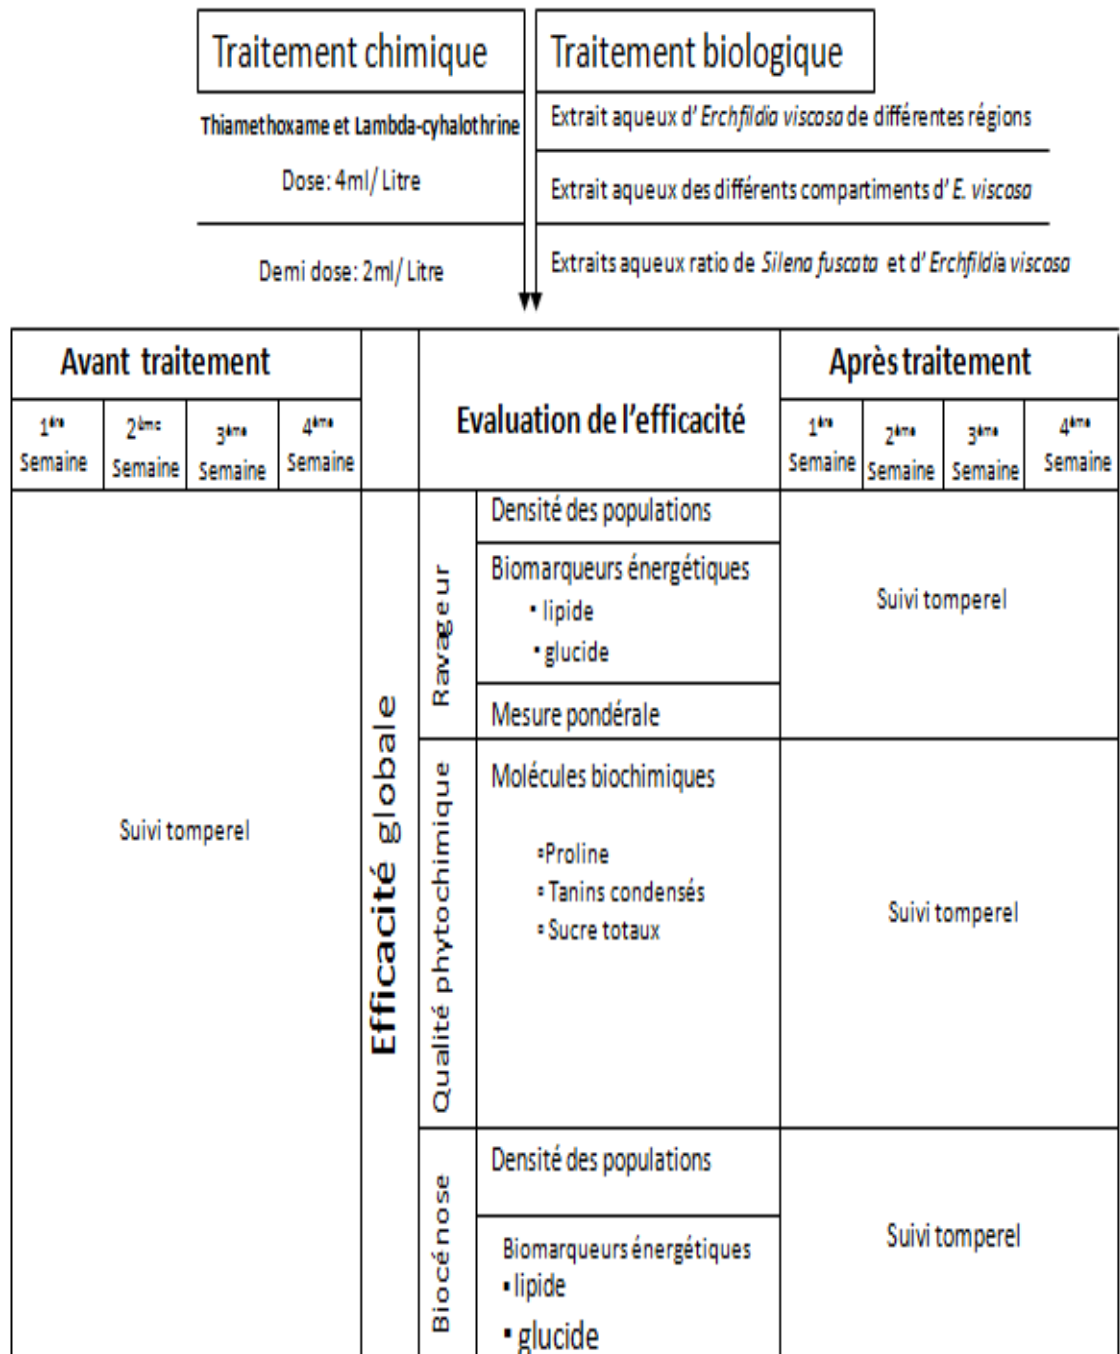 Traitement chimique
Traitement biologique
Thiamethoxame et Lambda-cyhalothrine
Dose: 4ml/ Litre
Demi dose: 2ml/ Litre
Extrait aqueux d' Erchfildia viscosa de différentes régions
Extrait aqueux des différents compartiments d' E. viscosa
Extraits aqueux ratio de Silena fuscata et d' Erchfildia viscosa
Avant traitement
Evaluation de l'efficacité
Après traitement
1ère Semaine
2ème Semaine
3ème Semaine
4ème Semaine
1ère Semaine
2ème Semaine
3ème Semaine
4ème Semaine
Suivi tomperel
Efficacité globale
Ravageur
Densité des populations
Biomarqueurs énergétiques
▪ lipide
▪ glucide
Mesure pondérale
Suivi tomperel
Qualité phytochimique
Molécules biochimiques
▫Proline
▫Tanins condensés
▫Sucre totaux
Suivi tomperel
Biocénose
Densité des populations
Biomarqueurs énergétiques
▪ lipide
▪ glucide
Suivi tomperel